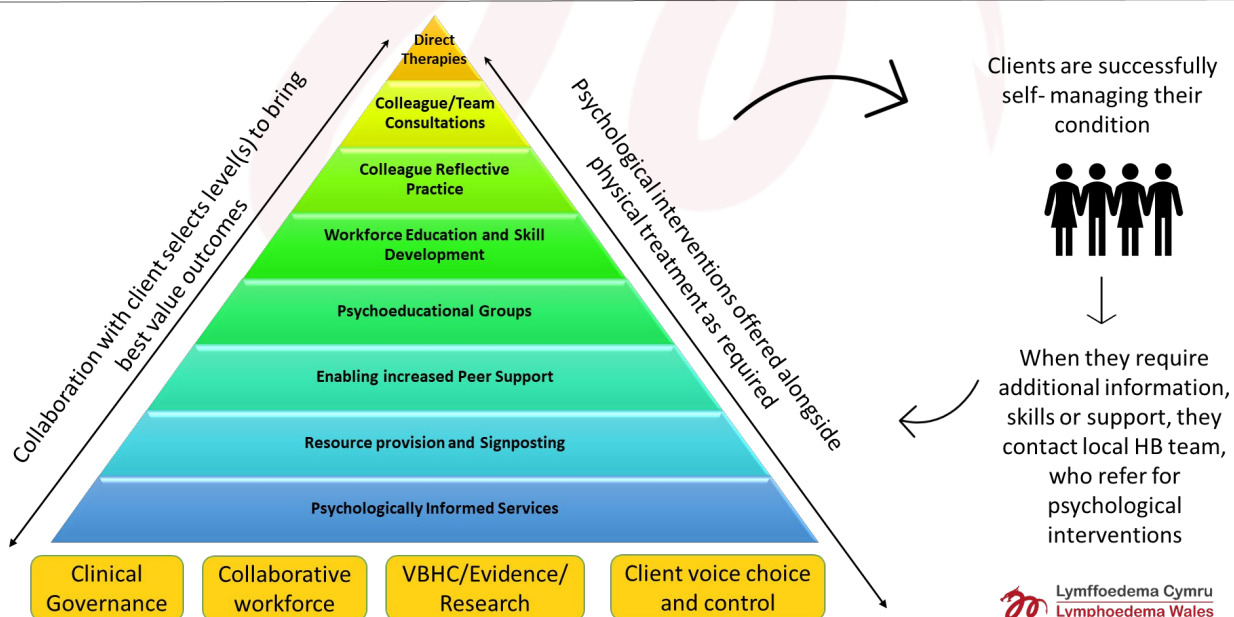 Direct
Therapies
Colleague/Team
Consultations
Colleague Reflective
Practice
Workforce Education and Skill
Development
Psychoeducational Groups
Enabling increased Peer Support
Resource provision and Signposting
Psychologically Informed Services
Collaboration with client selects level(s) to bring
best value outcomes
Psychological interventions offered alongside
physical treatment as required
Clinical
Governance
Collaborative
workforce
VBHC/Evidence/
Research
Client voice choice
and control
Clients are successfully
self- managing their
condition
When they require
additional information,
skills or support, they
contact local HB team,
who refer for
psychological
interventions
Lymffoedema Cymru
Lymphoedema Wales